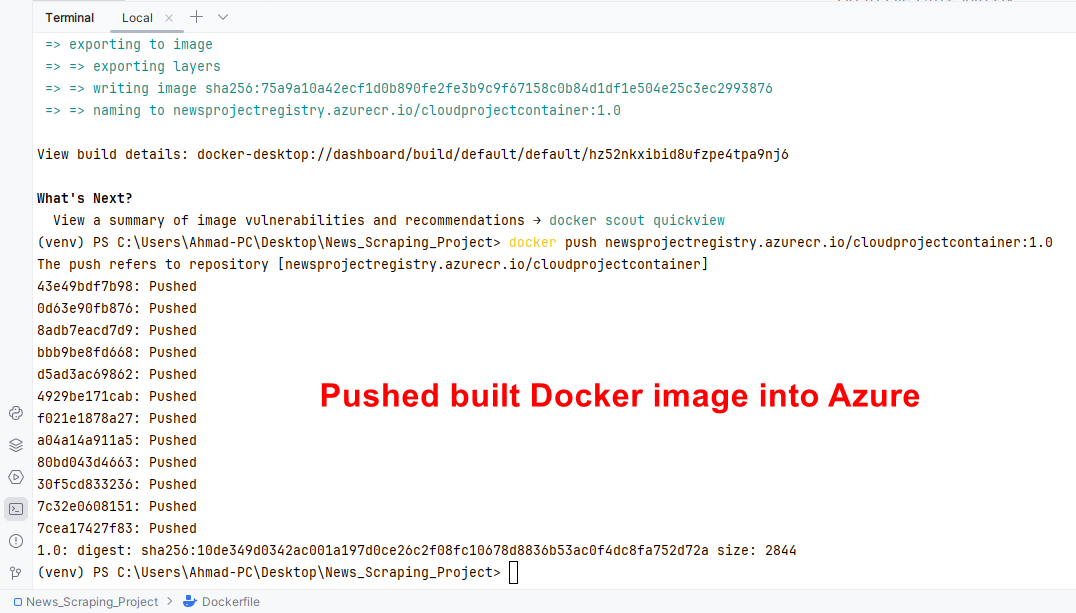 Terminal Local
=> exporting to image
=> => exporting layers
=> => writing image sha256:75a9a10a42ecf1d0b890fe2fe3b9c9f67158c0b84d1df1e504e25c3ec2993876
=> => naming to newsprojectregistry.azurecr.io/cloudprojectcontainer:1.0
View build details: docker-desktop://dashboard/build/default/default/hz52nkxibid8ufzpe4tpa9nj6
What's Next?
View a summary of image vulnerabilities and recommendations → docker scout quickview
(venv) PS C:\Users\Ahmad-PC\Desktop\News_Scraping_Project> docker push newsprojectregistry.azurecr.io/cloudprojectcontainer:1.0
The push refers to repository [newsprojectregistry.azurecr.io/cloudprojectcontainer]
43e49bdf7b98: Pushed
0d63e90fb876: Pushed
8adb7eacd7d9: Pushed
bbb9be8fd668: Pushed
d5ad3ac69862: Pushed
4929be171cab: Pushed
Pushed built Docker image into Azure
f021e1878a27: Pushed
a04a14a911a5: Pushed
80bd043d4663: Pushed
30f5cd833236: Pushed
7c32e0608151: Pushed
7cea17427f83: Pushed
1.0: digest: sha256:10de349d0342ac001a197d0ce26c2f08fc10678d8836b53ac0f4dc8fa752d72a size: 2844
(venv) PS C:\Users\Ahmad-PC\Desktop\News_Scraping_Project>
News_Scraping_Project > Dockerfile